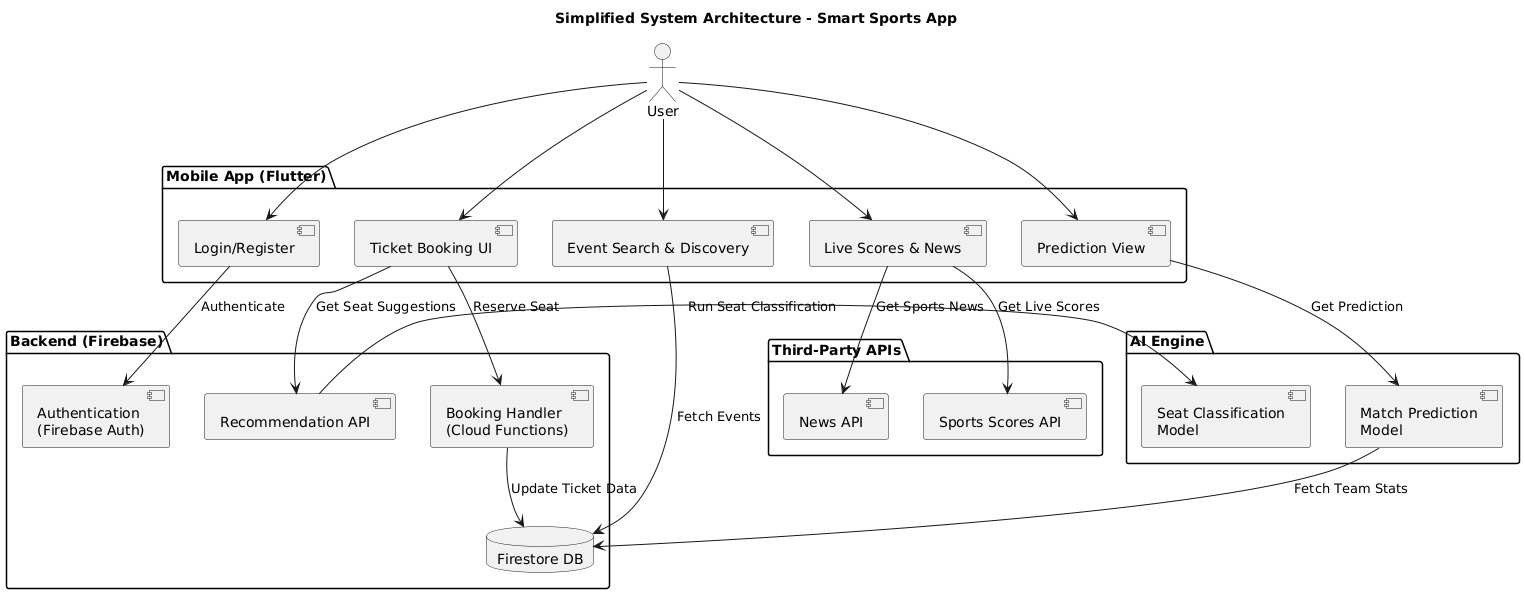 Simplified System Architecture - Smart Sports App
User
Mobile App (Flutter)
Login/Register
Ticket Booking UI
Event Search & Discovery
Live Scores & News
Prediction View
Authenticate
Get Seat Suggestions
Reserve Seat
Run Seat Classification
Get Sports News
Get Live Scores
Get Prediction
Backend (Firebase)
Third-Party APIs
AI Engine
Authentication
(Firebase Auth)
Recommendation API
Booking Handler
(Cloud Functions)
Fetch Events
News API
Sports Scores API
Seat Classification
Model
Match Prediction
Model
Update Ticket Data
Fetch Team Stats
Firestore DB